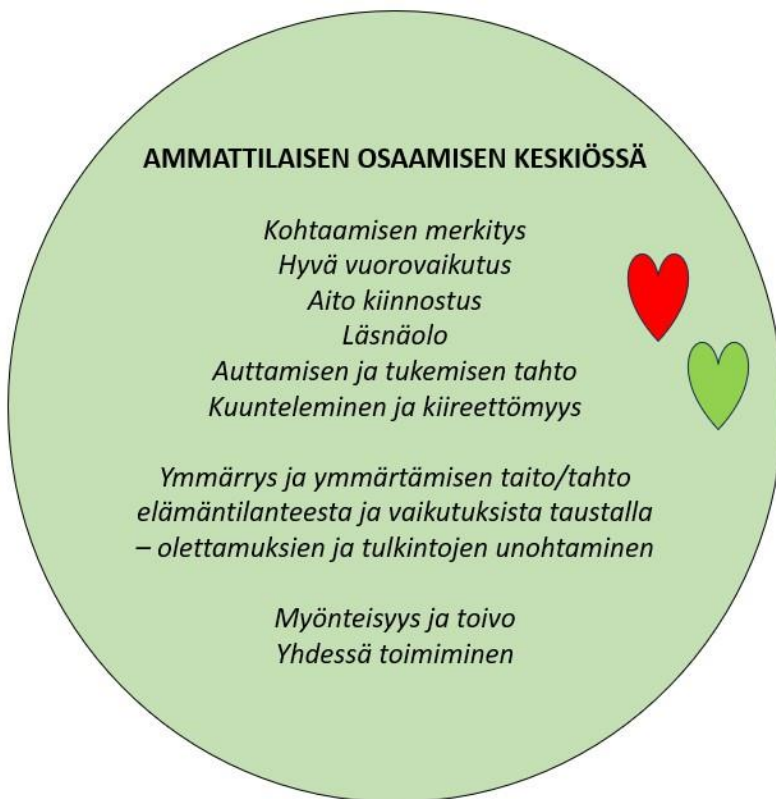 AMMATTILAISEN OSAAMISEN KESKIÖSSÄ
Kohtaamisen merkitys
Hyvä vuorovaikutus
Aito kiinnostus
Läsnäolo
Auttamisen ja tukemisen tahto
Kuunteleminen ja kiireettömyys
Ymmärrys ja ymmärtämisen taito/tahto
elämäntilanteesta ja vaikutuksista taustalla
– olettamuksien ja tulkintojen unohtaminen
Myönteisyys ja toivo
Yhdessä toimiminen